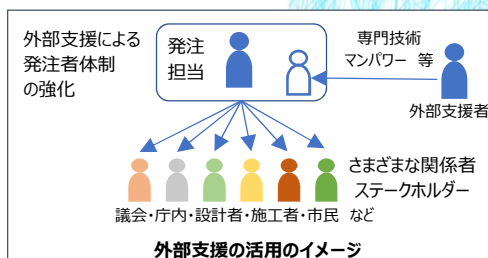 外部支援による
発注者体制
の強化
発注
担当
専門技術
マンパワー 等
外部支援者
さまざまな関係者
ステークホルダー
議会・庁内・設計者・施工者・市民 など
外部支援の活用のイメージ